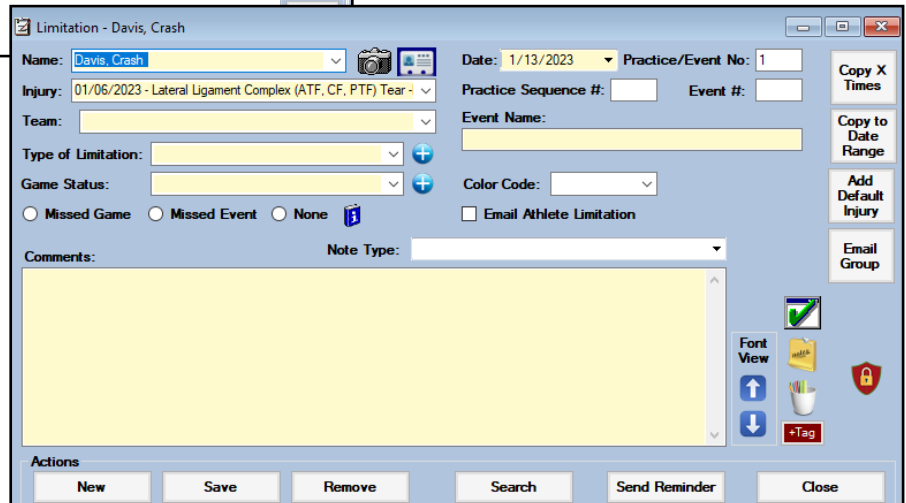 Limitation - Davis, Crash
Name: Davis, Crash
Date: 1/13/2023 Practice/Event No: 1
Copy X Times
Injury: 01/06/2023 - Lateral Ligament Complex (ATF, CF, PTF) Tear -
Practice Sequence #: Event #:
Team:
Event Name:
Copy to Date Range
Type of Limitation:
Game Status:
Color Code:
Add Default Injury
Missed Game Missed Event None
Email Athlete Limitation
Comments:
Note Type:
Email Group
Font View
notes
+Tag
Actions
New Save Remove Search Send Reminder Close